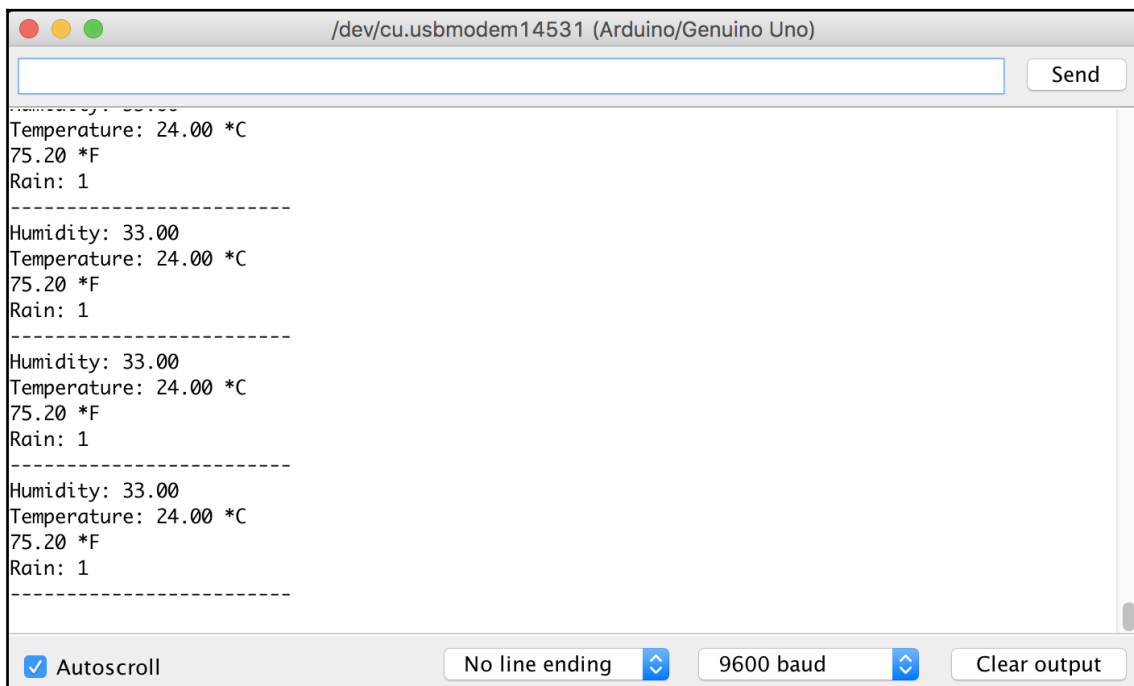 /dev/cu.usbmodem14531 (Arduino/Genuino Uno)
Send
Temperature: 24.00 *C
75.20 *F
Rain: 1
-------------------------
Humidity: 33.00
Temperature: 24.00 *C
75.20 *F
Rain: 1
-------------------------
Humidity: 33.00
Temperature: 24.00 *C
75.20 *F
Rain: 1
-------------------------
Humidity: 33.00
Temperature: 24.00 *C
75.20 *F
Rain: 1
-------------------------
Autoscroll
No line ending
9600 baud
Clear output